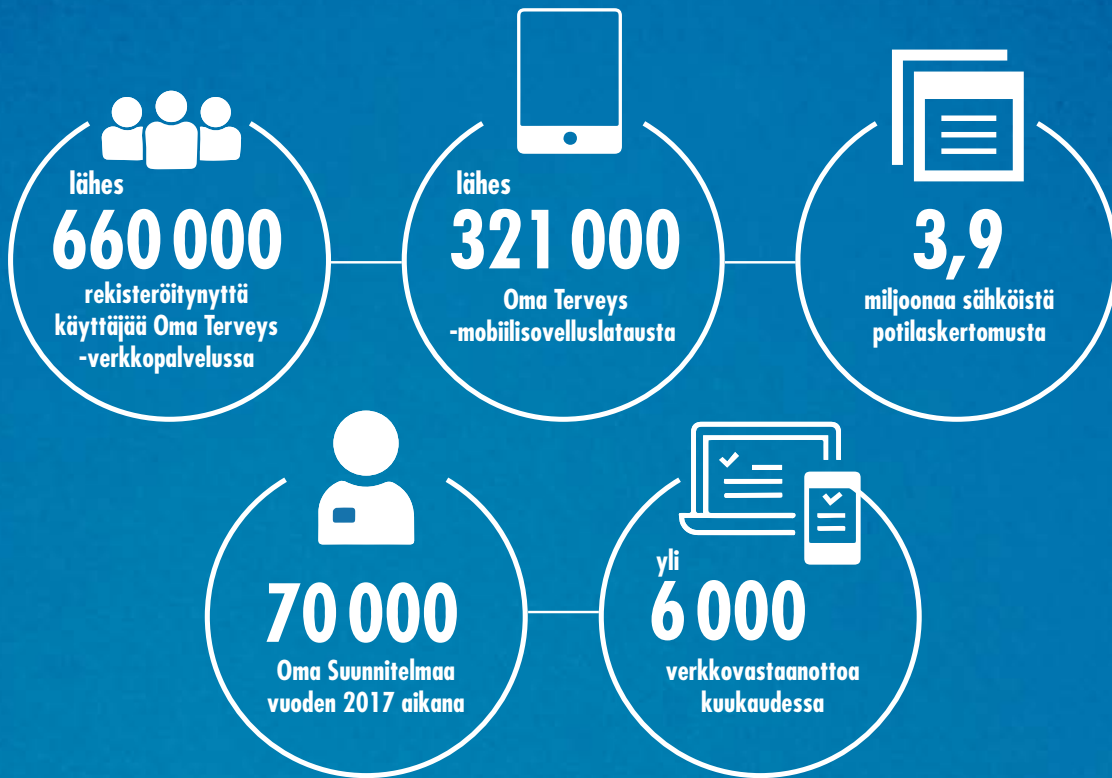 lähes
660 000
rekisteröitynyttä
käyttäjää Oma Terveys
-verkkopalvelussa
lähes
321 000
Oma Terveys
-mobiilisovelluslatausta
3,9
miljoonaa sähköistä
potilaskertomusta
70 000
Oma Suunnitelmaa
vuoden 2017 aikana
yli
6 000
verkkovastaanottoa
kuukaudessa